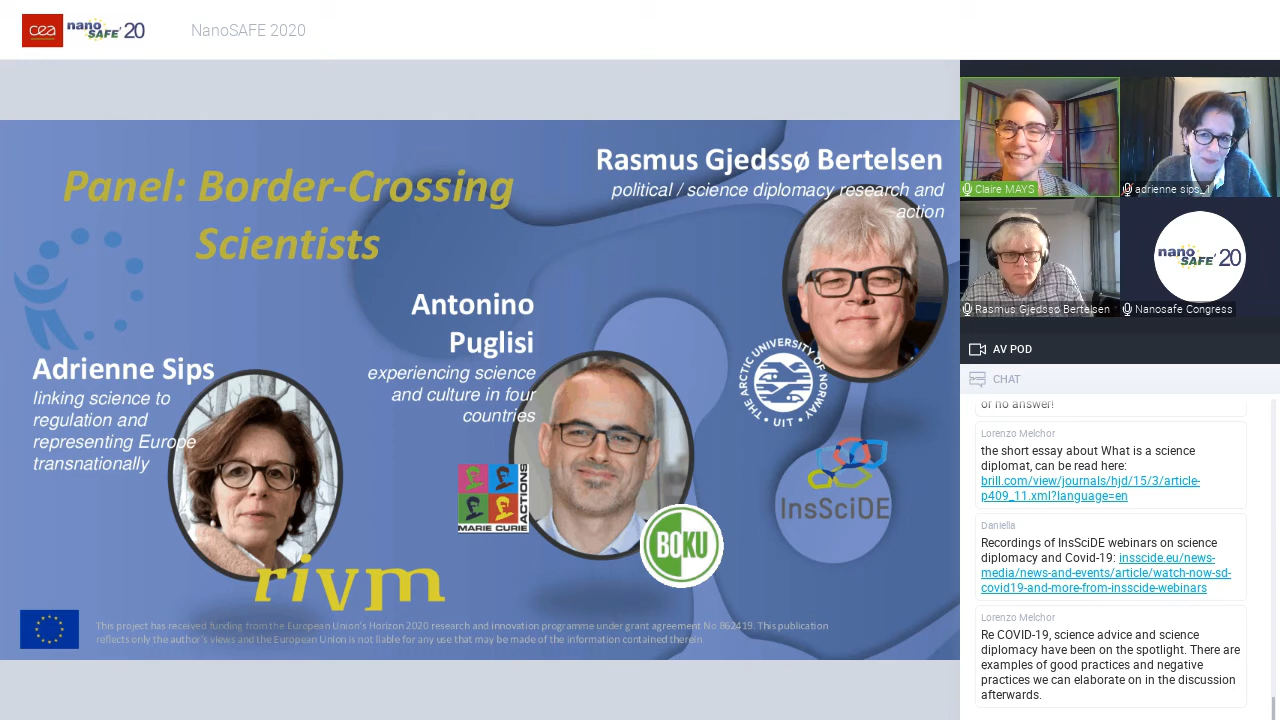 cea nano SAFE 20
NanoSAFE 2020
Panel: Border-Crossing
Scientists
Rasmus Gjedssø Bertelsen
political / science diplomacy research and
action
Antonino
Puglisi
experiencing science
and culture in four
countries
Adrienne Sips
linking science to
regulation and
representing Europe
transnationally
THE ARCTIC UNIVERSITY OF NORWAY
UIT
InsSciDE
MARIE CURIE
ACTIONS
BOKU
rivm
This project has received funding from the European Union's Horizon 2020 research and innovation programme under grant agreement No 862419. This publication
reflects only the author's views and the European Union is not liable for any use that may be made of the information contained therein.
Claire MAYS
adrienne sips_1
nano SAFE 20
Rasmus Gjedssø Bertelsen
Nanosafe Congress
AV POD
CHAT
or no answer!
Lorenzo Melchor
the short essay about What is a science
diplomat, can be read here:
brill.com/view/journals/hjd/15/3/article-
p409_11.xml?language=en
Daniella
Recordings of InsSciDE webinars on science
diplomacy and Covid-19: insscide.eu/news-
media/news-and-events/article/watch-now-sd-
covid19-and-more-from-insscide-webinars
Lorenzo Melchor
Re COVID-19, science advice and science
diplomacy have been on the spotlight. There are
examples of good practices and negative
practices we can elaborate on in the discussion
afterwards.